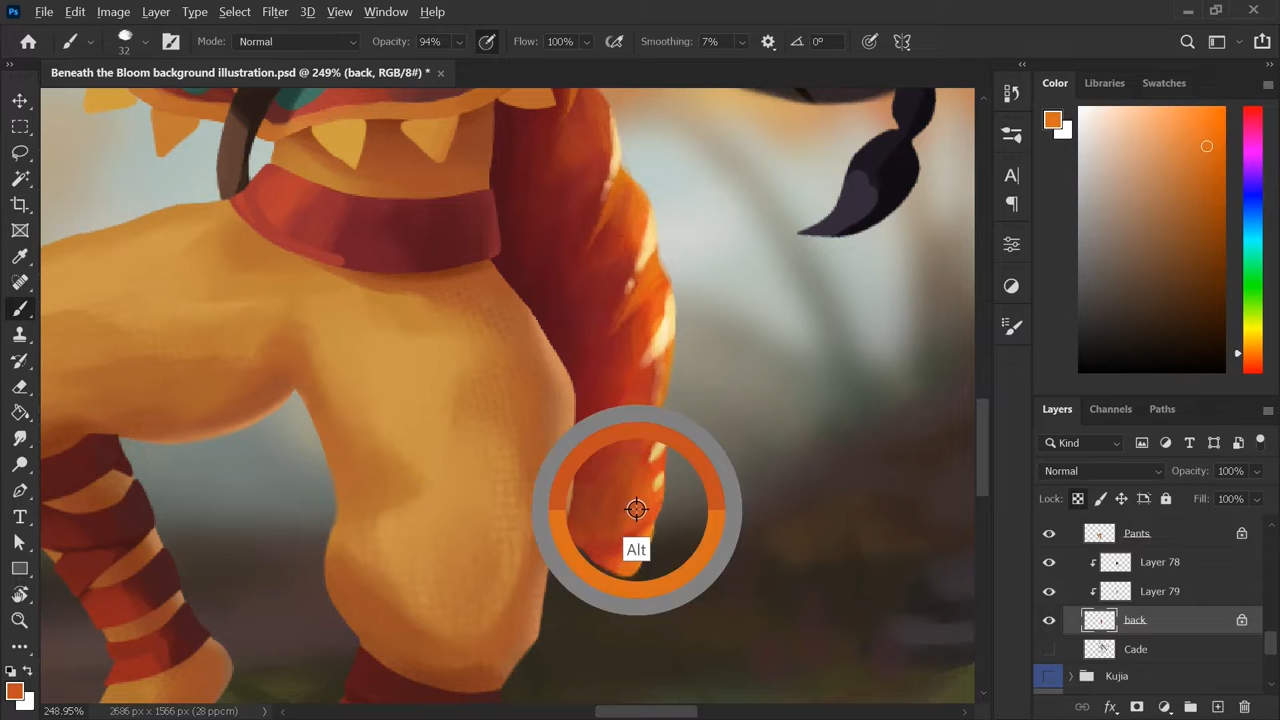 Ps File Edit Image Layer Type Select Filter 3D View Window Help
32 Mode: Normal Opacity: 94% Flow: 100% Smoothing: 7% 0°
Beneath the Bloom background illustration.psd @ 249% (back, RGB/8#) *
Color Libraries Swatches
Alt
Layers Channels Paths
Kind
Normal Opacity: 100%
Lock: Fill: 100%
Pants
Layer 78
Layer 79
back
Cade
Kujia
248.95% 2686 px x 1566 px (28 ppcm)